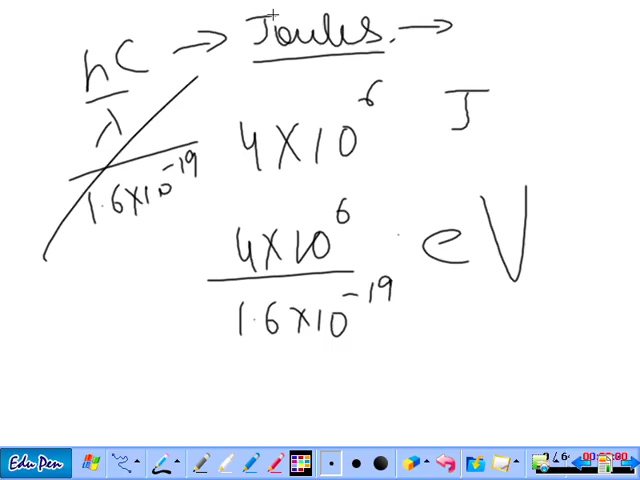 hC/λ → Joules. →
1.6×10⁻¹⁹
4×10⁶ J
4×10⁶ / 1.6×10⁻¹⁹ eV
Edu Pen